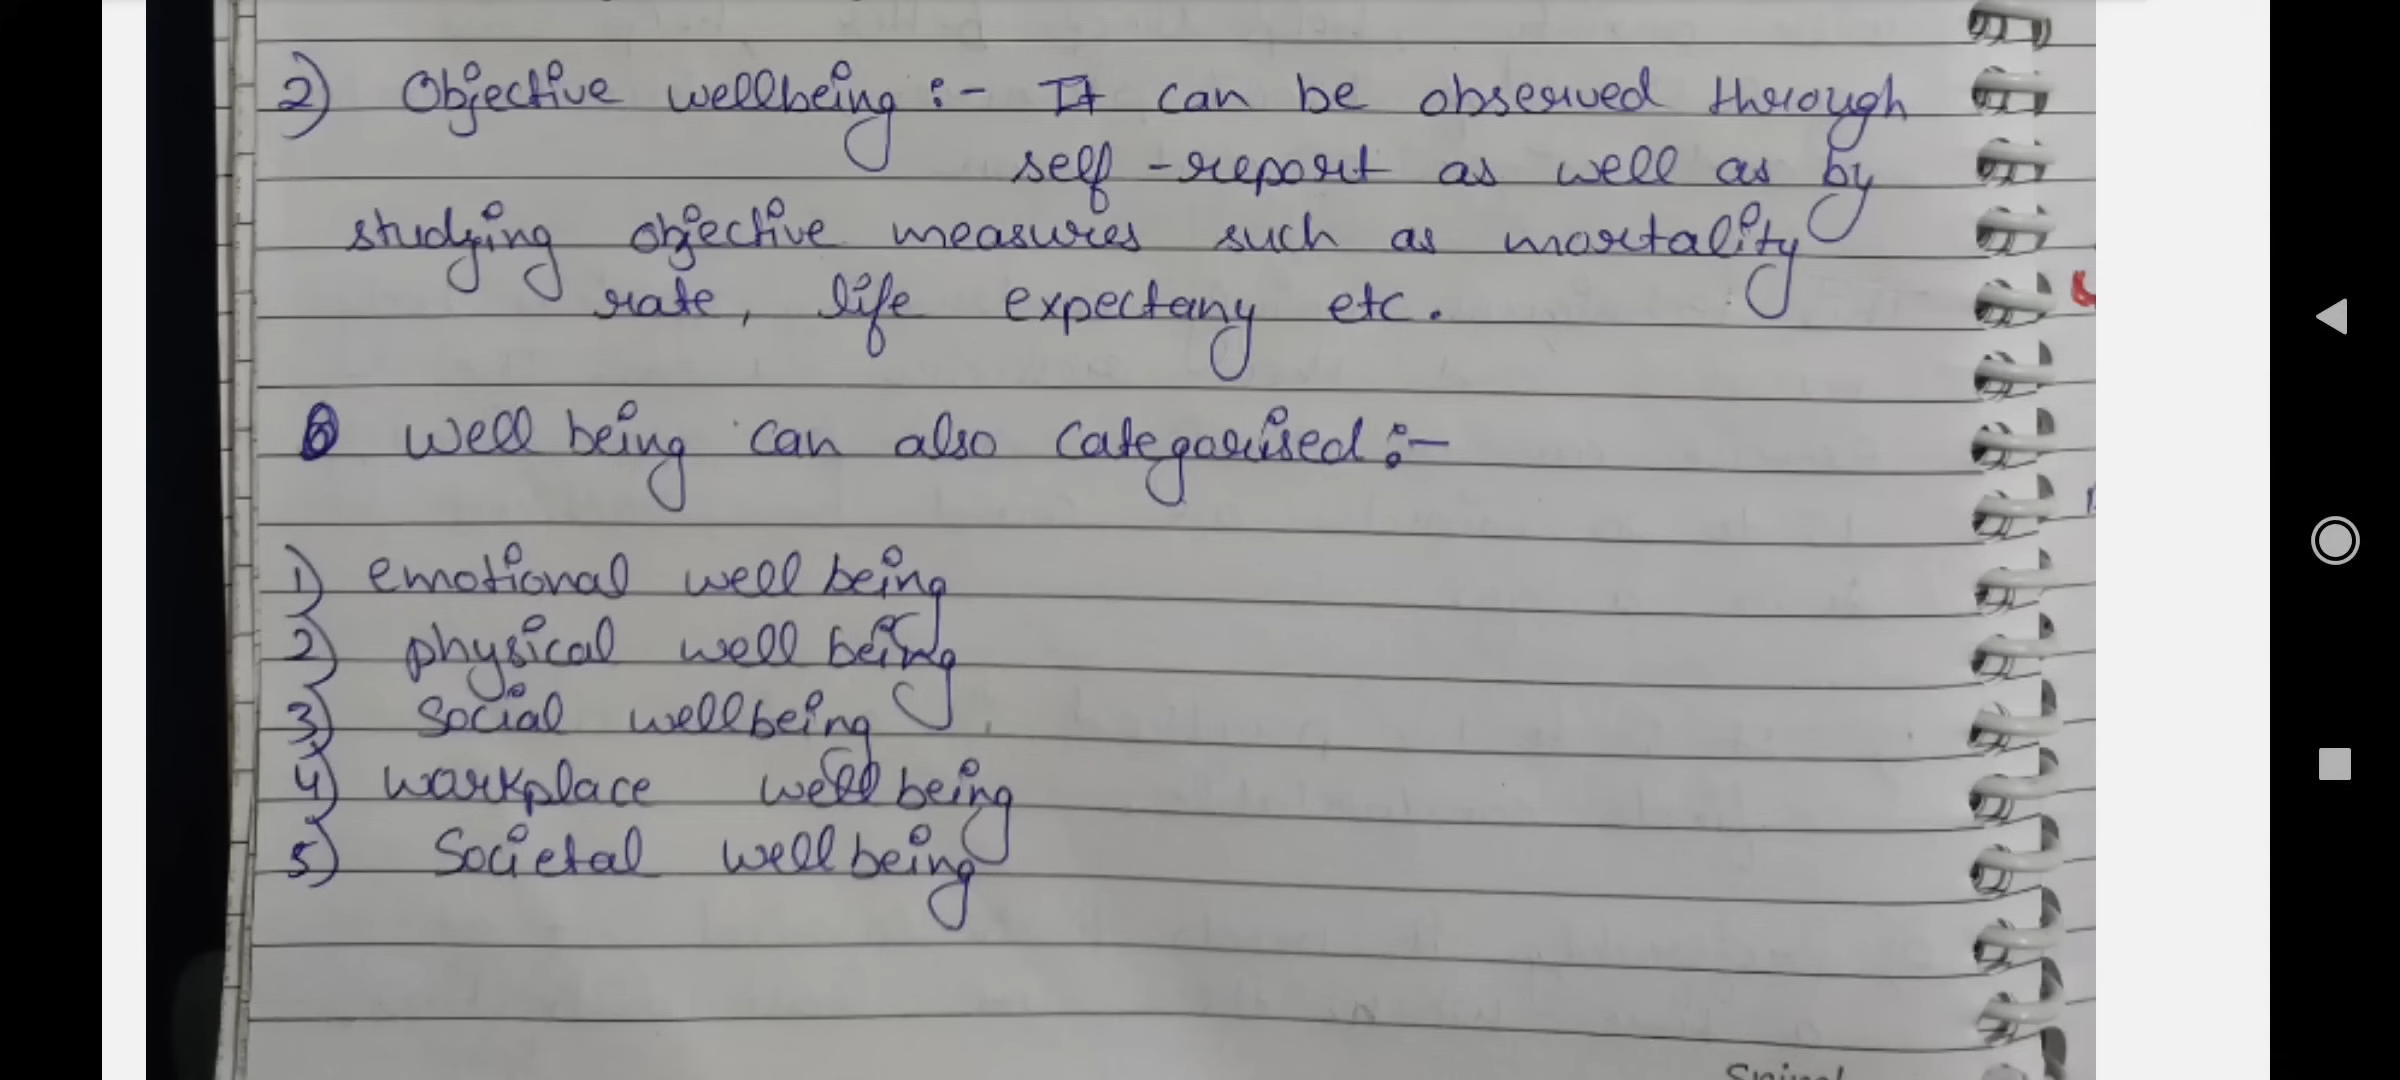 2) Objective wellbeing :- It can be observed through
self-report as well as by
studying objective measures such as mortality
rate, life expectany etc.
Well being can also categorised :-
1) emotional well being
2) physical well being
3) Social wellbeing
4) workplace well being
5) Societal well being